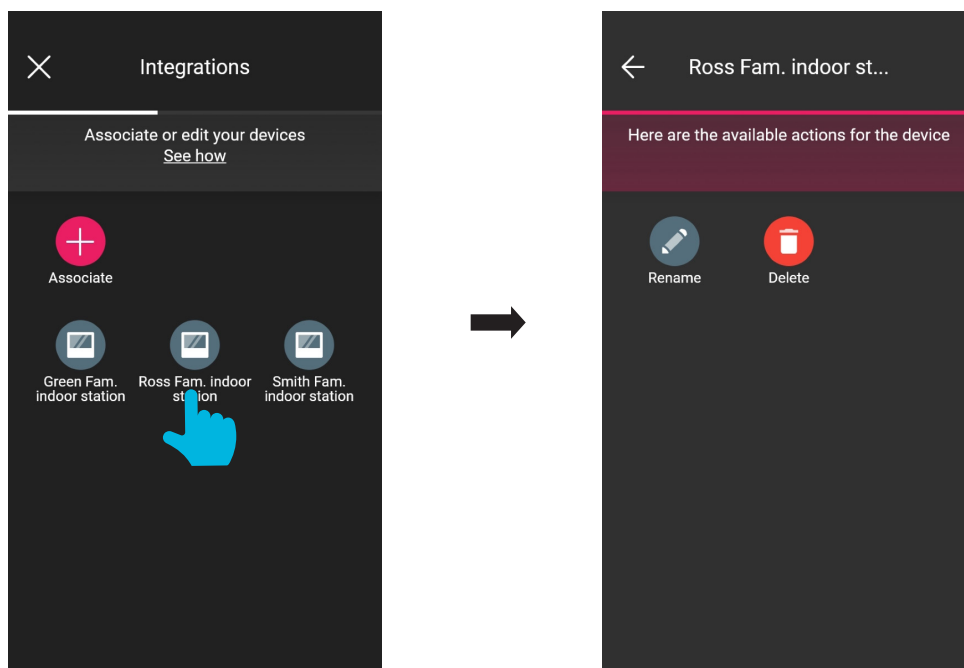 Integrations
Associate or edit your devices
See how
Associate
Green Fam.
indoor station
Ross Fam. indoor
station
Smith Fam.
indoor station
Ross Fam. indoor st...
Here are the available actions for the device
Rename
Delete